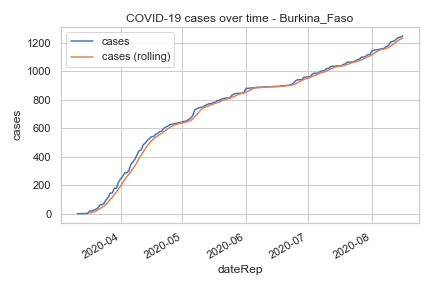 COVID-19 cases over time - Burkina_Faso
cases
cases (rolling)
cases
1200
1000
800
600
400
200
0
2020-04
2020-05
2020-06
2020-07
2020-08
dateRep